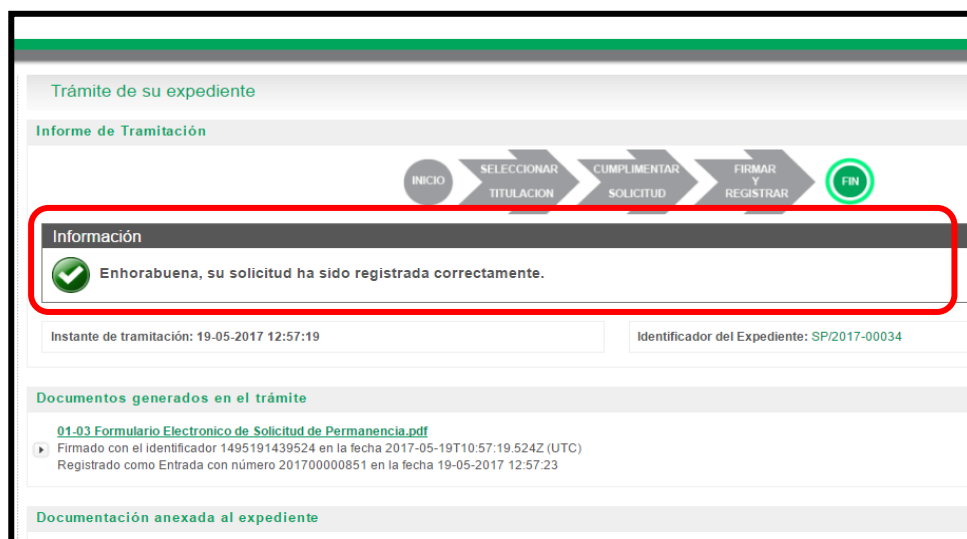 Trámite de su expediente
Informe de Tramitación
INICIO
SELECCIONAR
TITULACION
CUMPLIMENTAR
SOLICITUD
FIRMAR
Y
REGISTRAR
FIN
Información
Enhorabuena, su solicitud ha sido registrada correctamente.
Instante de tramitación: 19-05-2017 12:57:19
Identificador del Expediente: SP/2017-00034
Documentos generados en el trámite
01-03 Formulario Electronico de Solicitud de Permanencia.pdf
Firmado con el identificador 1495191439524 en la fecha 2017-05-19T10:57:19.524Z (UTC)
Registrado como Entrada con número 201700000851 en la fecha 19-05-2017 12:57:23
Documentación anexada al expediente